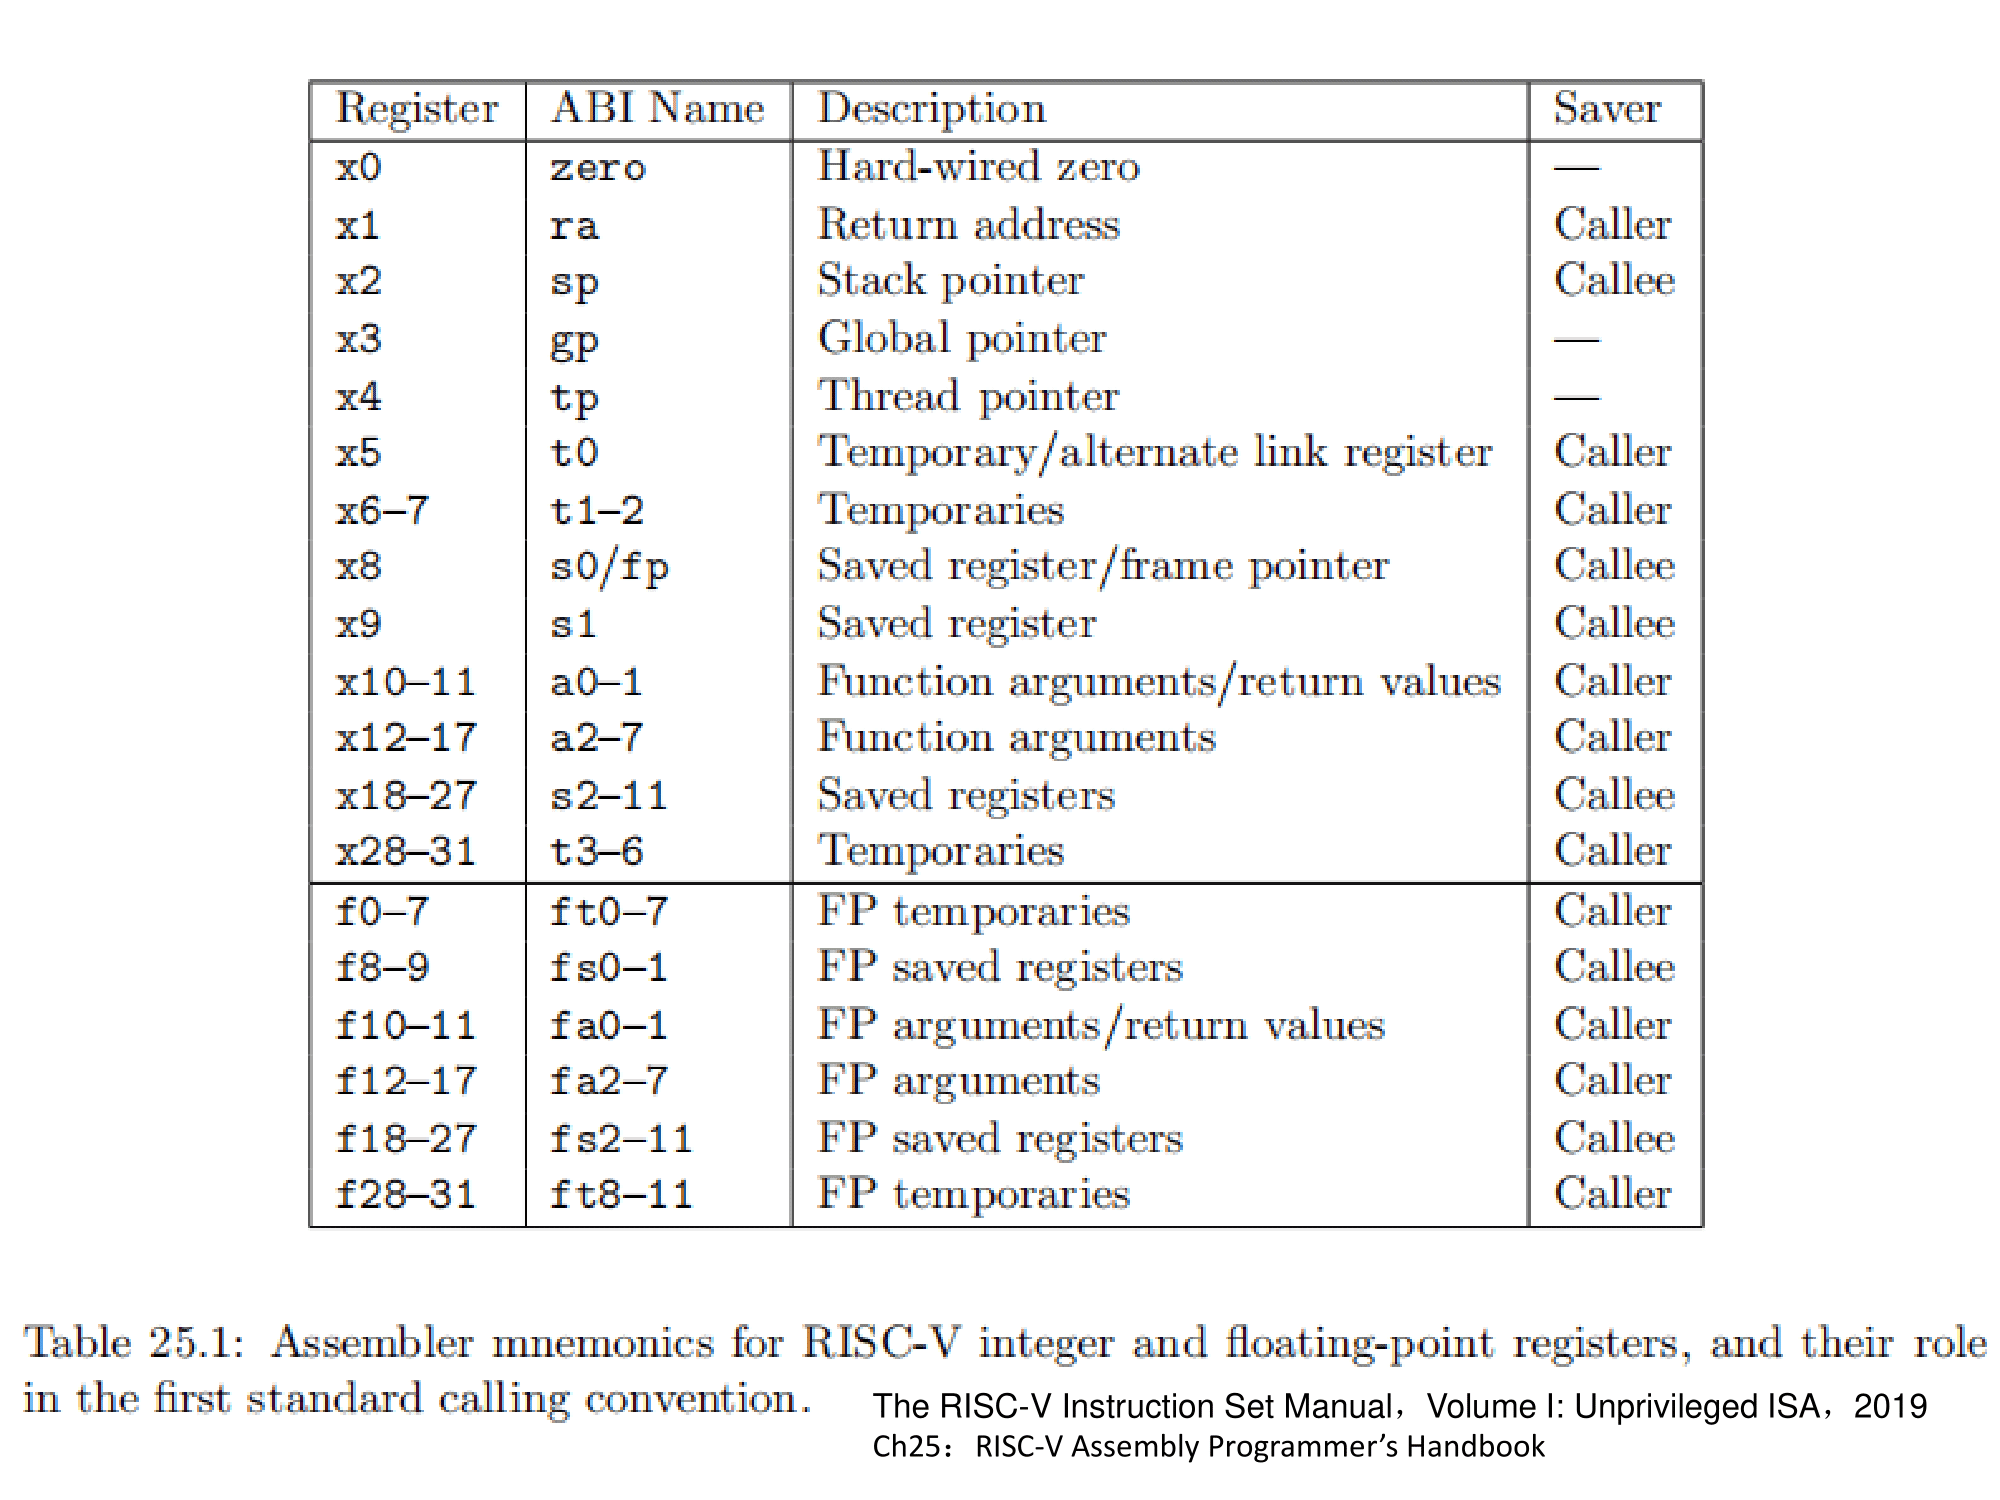 Register ABI Name Description Saver
x0 zero Hard-wired zero —
x1 ra Return address Caller
x2 sp Stack pointer Callee
x3 gp Global pointer —
x4 tp Thread pointer —
x5 t0 Temporary/alternate link register Caller
x6–7 t1–2 Temporaries Caller
x8 s0/fp Saved register/frame pointer Callee
x9 s1 Saved register Callee
x10–11 a0–1 Function arguments/return values Caller
x12–17 a2–7 Function arguments Caller
x18–27 s2–11 Saved registers Callee
x28–31 t3–6 Temporaries Caller
f0–7 ft0–7 FP temporaries Caller
f8–9 fs0–1 FP saved registers Callee
f10–11 fa0–1 FP arguments/return values Caller
f12–17 fa2–7 FP arguments Caller
f18–27 fs2–11 FP saved registers Callee
f28–31 ft8–11 FP temporaries Caller
Table 25.1: Assembler mnemonics for RISC-V integer and floating-point registers, and their role
in the first standard calling convention.
The RISC-V Instruction Set Manual，Volume I: Unprivileged ISA，2019
Ch25：RISC-V Assembly Programmer’s Handbook